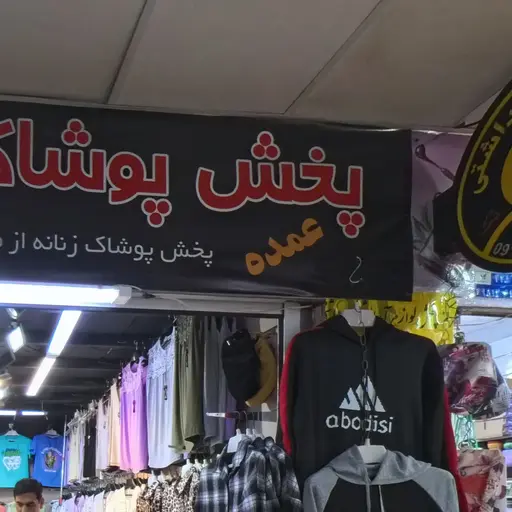 پخش پوشاک
عمده
پخش پوشاک زنانه از
abodisi